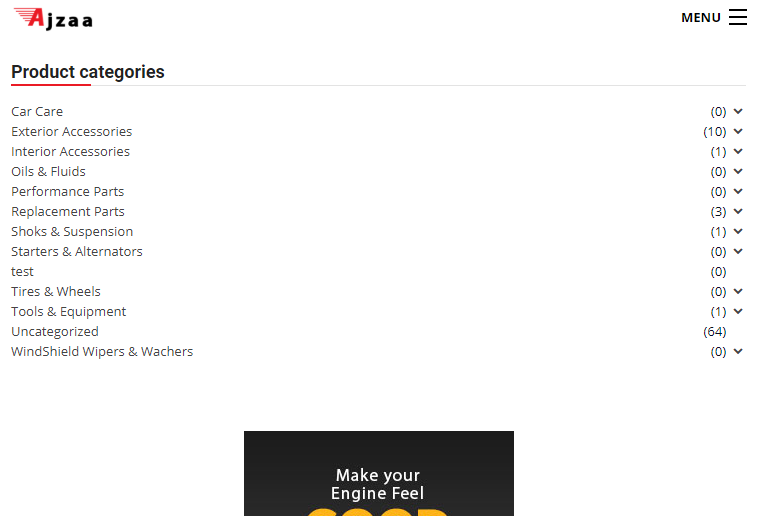 Ajzaa
MENU
Product categories
Car Care (0)
Exterior Accessories (10)
Interior Accessories (1)
Oils & Fluids (0)
Performance Parts (0)
Replacement Parts (3)
Shoks & Suspension (1)
Starters & Alternators (0)
test (0)
Tires & Wheels (0)
Tools & Equipment (1)
Uncategorized (64)
WindShield Wipers & Wachers (0)
Make your
Engine Feel
GOOD